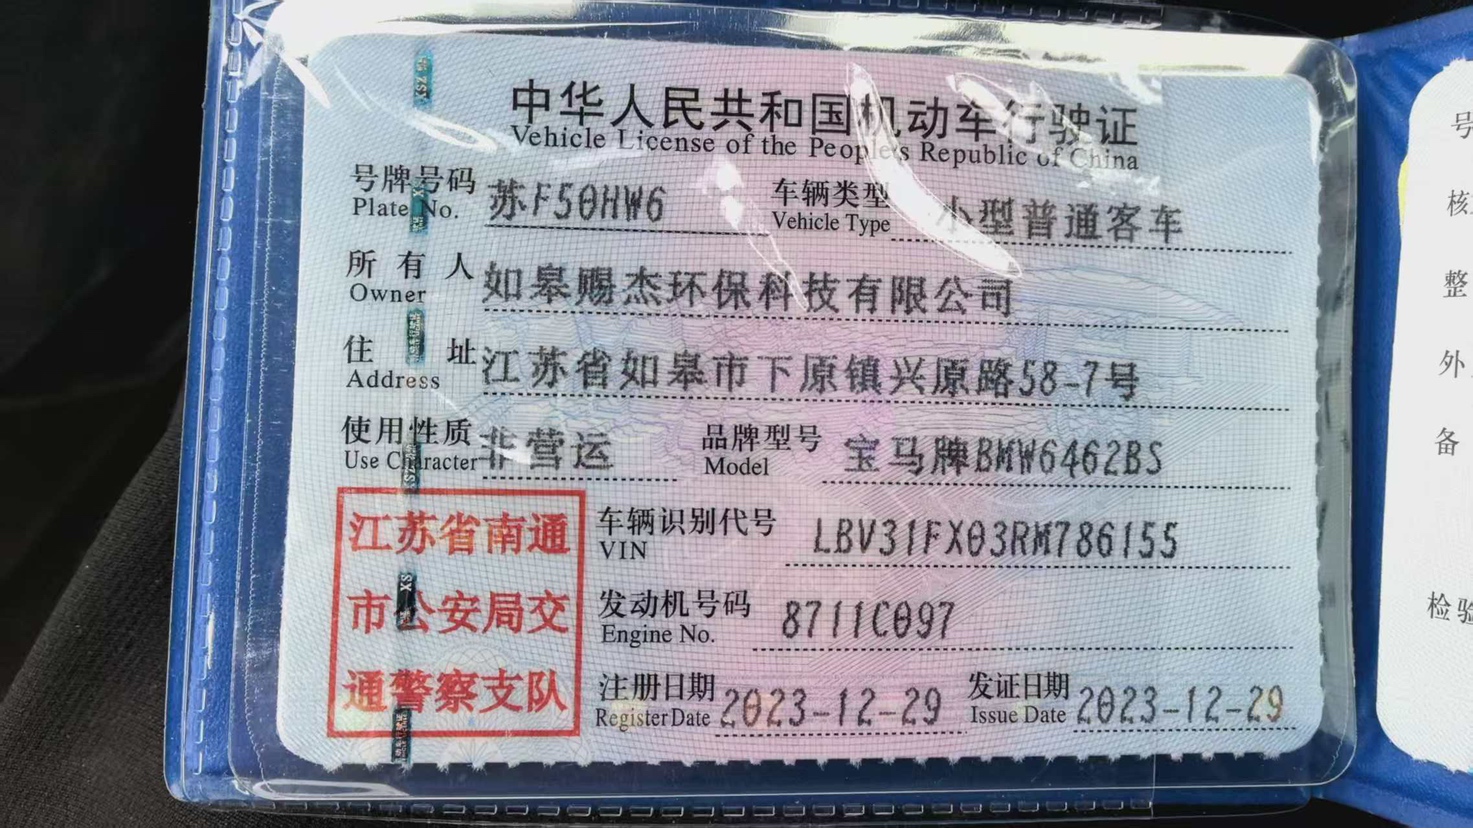 中华人民共和国机动车行驶证
Vehicle License of the People's Republic of China
号牌号码 苏F50HW6 车辆类型 小型普通客车
Plate No. Vehicle Type
所有人 如皋赐杰环保科技有限公司
Owner
住址 江苏省如皋市下原镇兴原路58-7号
Address
使用性质 非营运 品牌型号 宝马牌BMW6462BS
Use Character Model
江苏省南通
市公安局交
通警察支队
车辆识别代号 LBV31FX03RM786155
VIN
发动机号码 8711C097
Engine No.
注册日期 2023-12-29 发证日期 2023-12-29
Register Date Issue Date
号
核
整
外
备
检验